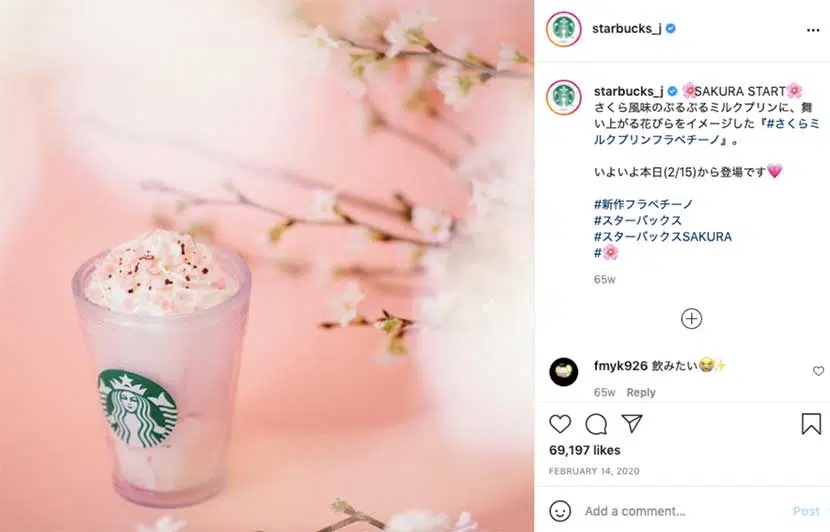 starbucks_j
starbucks_j 🌸SAKURA START🌸
さくら風味のぷるぷるミルクプリンに、舞
い上がる花びらをイメージした『#さくらミ
ルクプリンフラペチーノ』。
いよいよ本日(2/15)から登場です💗
#新作フラペチーノ
#スターバックス
#スターバックスSAKURA
#🌸
65w
fmyk926 飲みたい😭✨
65w Reply
69,197 likes
FEBRUARY 14, 2020
Add a comment...
Post